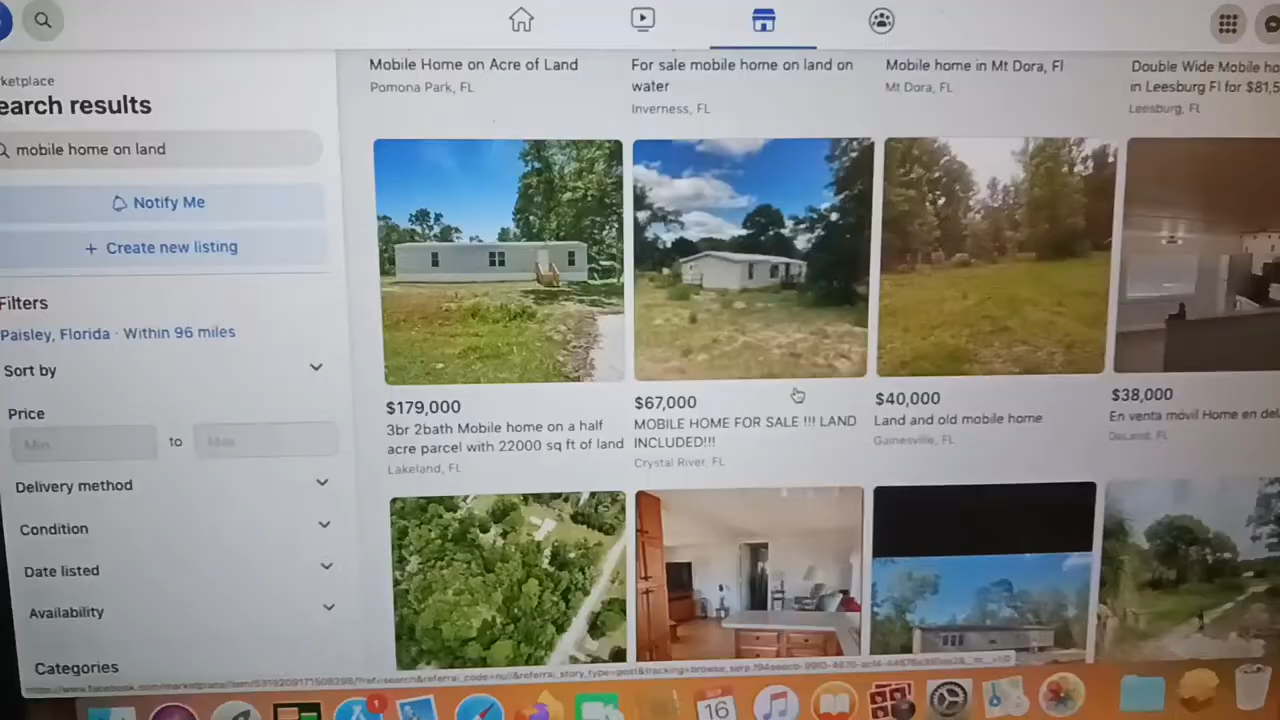 ketplace
earch results
mobile home on land
Notify Me
+ Create new listing
Filters
Paisley, Florida · Within 96 miles
Sort by
Price
Min
to
Max
Delivery method
Condition
Date listed
Availability
Categories
Mobile Home on Acre of Land
Pomona Park, FL
For sale mobile home on land on
water
Inverness, FL
Mobile home in Mt Dora, Fl
Mt Dora, FL
Double Wide Mobile ho
in Leesburg Fl for $81,5
Leesburg, FL
$179,000
3br 2bath Mobile home on a half
acre parcel with 22000 sq ft of land
Lakeland, FL
$67,000
MOBILE HOME FOR SALE !!! LAND
INCLUDED!!!
Crystal River, FL
$40,000
Land and old mobile home
Gainesville, FL
$38,000
En venta móvil Home en del
DeLand, FL
1
16